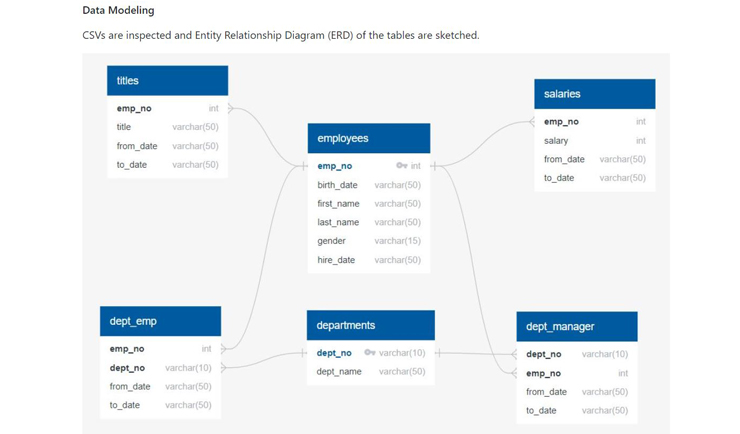 Data Modeling
CSVs are inspected and Entity Relationship Diagram (ERD) of the tables are sketched.
titles
emp_no int
title varchar(50)
from_date varchar(50)
to_date varchar(50)
employees
emp_no int
birth_date varchar(50)
first_name varchar(50)
last_name varchar(50)
gender varchar(15)
hire_date varchar(50)
salaries
emp_no int
salary int
from_date varchar(50)
to_date varchar(50)
dept_emp
emp_no int
dept_no varchar(10)
from_date varchar(50)
to_date varchar(50)
departments
dept_no varchar(10)
dept_name varchar(50)
dept_manager
dept_no varchar(10)
emp_no int
from_date varchar(50)
to_date varchar(50)